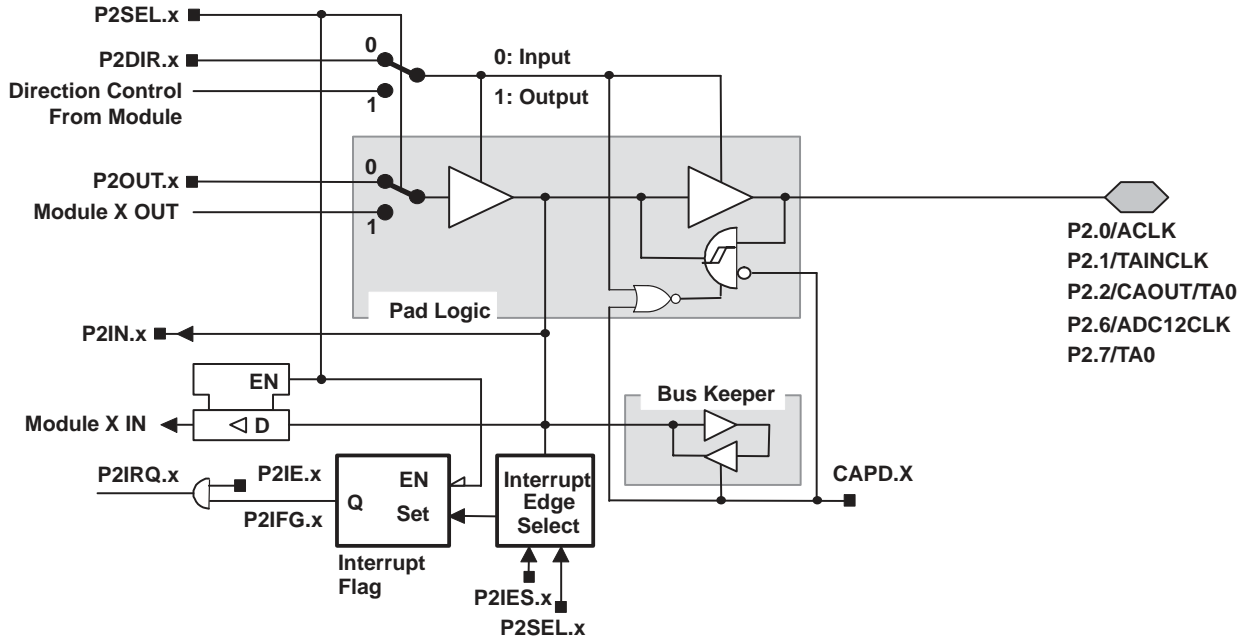 P2SEL.x
P2DIR.x
0
0: Input
Direction Control
From Module
1
1: Output
P2OUT.x
0
Module X OUT
1
P2.0/ACLK
P2.1/TAINCLK
P2.2/CAOUT/TA0
P2.6/ADC12CLK
P2.7/TA0
Pad Logic
P2IN.x
EN
Bus Keeper
Module X IN
D
P2IRQ.x
P2IE.x
P2IFG.x
Q
EN
Set
Interrupt
Edge
Select
CAPD.X
Interrupt
Flag
P2IES.x
P2SEL.x